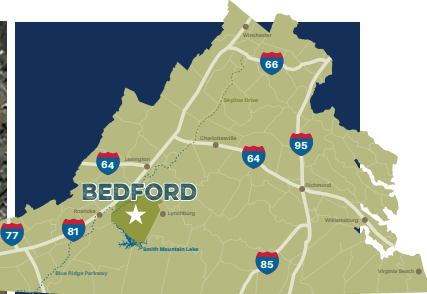 Winchester
66
Skyline Drive
Charlottesville
95
64
64
Lexington
BEDFORD
Richmond
Roanoke
Lynchburg
Williamsburg
77
81
Smith Mountain Lake
85
Blue Ridge Parkway
Virginia Beach